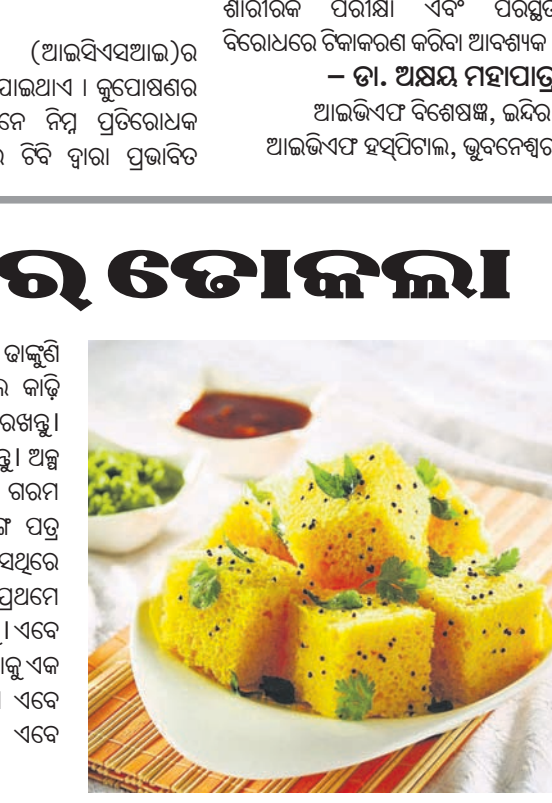 (ଆଇସିଏସଆଇ)ର
ଯାଇଥାଏ । କୁପୋଷଣର
ନିମ୍ନ ପ୍ରତିରୋଧକ
ଟିବି ଦ୍ୱାରା ପ୍ରଭାବିତ
ଶାରୀରିକ ପରୀକ୍ଷା ଏବଂ
ବିରୋଧରେ ଟିକାକରଣ କରିବା ଆବଶ୍ୟକ
– ଡା. ଅକ୍ଷୟ ମହାପାତ୍ର
ଆଇଭିଏଫ ବିଶେଷଜ୍ଞ, ଇନ୍ଦିରା
ଆଇଭିଏଫ ହସ୍ପିଟାଲ, ଭୁବନେଶ୍ୱର
ର ଢୋକଲା
ଢାଙ୍କୁଣି
କାଢ଼ି
ରଖନ୍ତୁ।
ଅଳ୍ପ
ଗରମ
ପତ୍ର
ସେଥିରେ
ପ୍ରଥମେ
ଏବେ
ଏକ
ଏବେ
ଏବେ